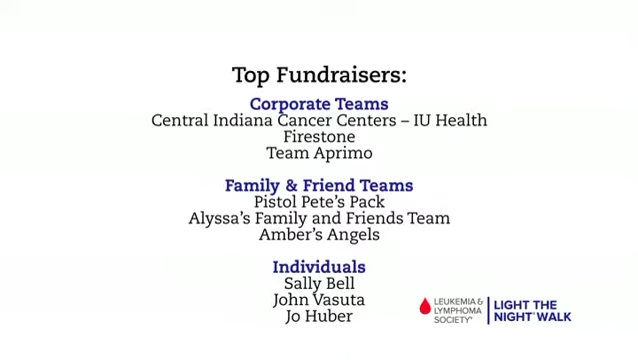 Top Fundraisers:
Corporate Teams
Central Indiana Cancer Centers – IU Health
Firestone
Team Aprimo
Family & Friend Teams
Pistol Pete's Pack
Alyssa's Family and Friends Team
Amber's Angels
Individuals
Sally Bell
John Vasuta
Jo Huber
LEUKEMIA &
LYMPHOMA
SOCIETY®
LIGHT THE
NIGHT WALK